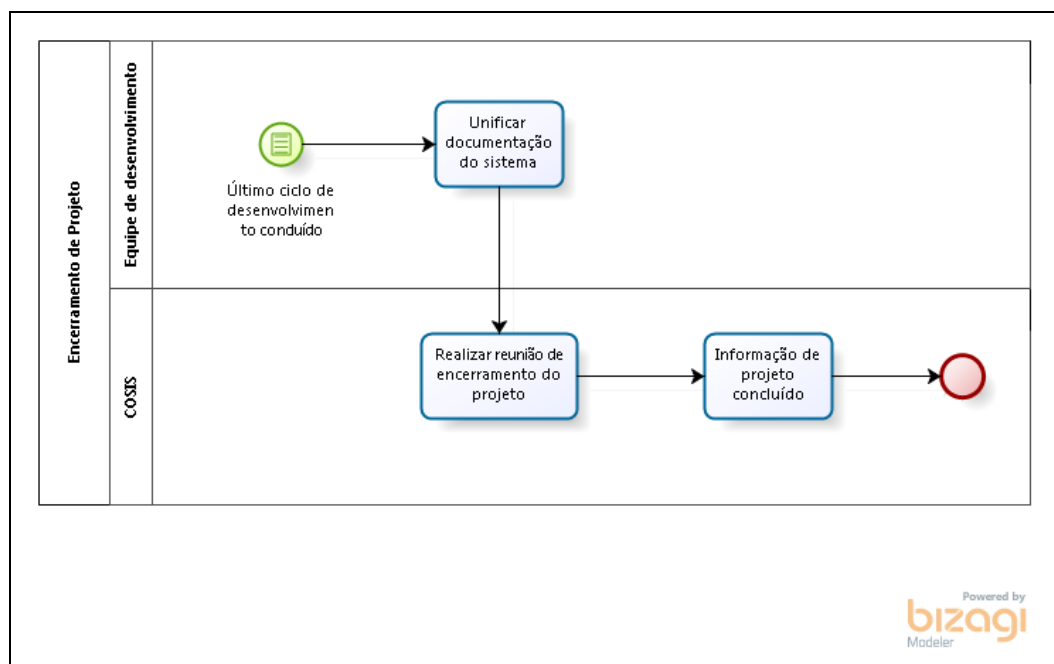 Encerramento de Projeto
Equipe de desenvolvimento
Último ciclo de
desenvolvimen
to conduído
Unificar
documentação
do sistema
COSIS
Realizar reunião de
encerramento do
projeto
Informação de
projeto
concluído
Powered by
bizagi
Modeler